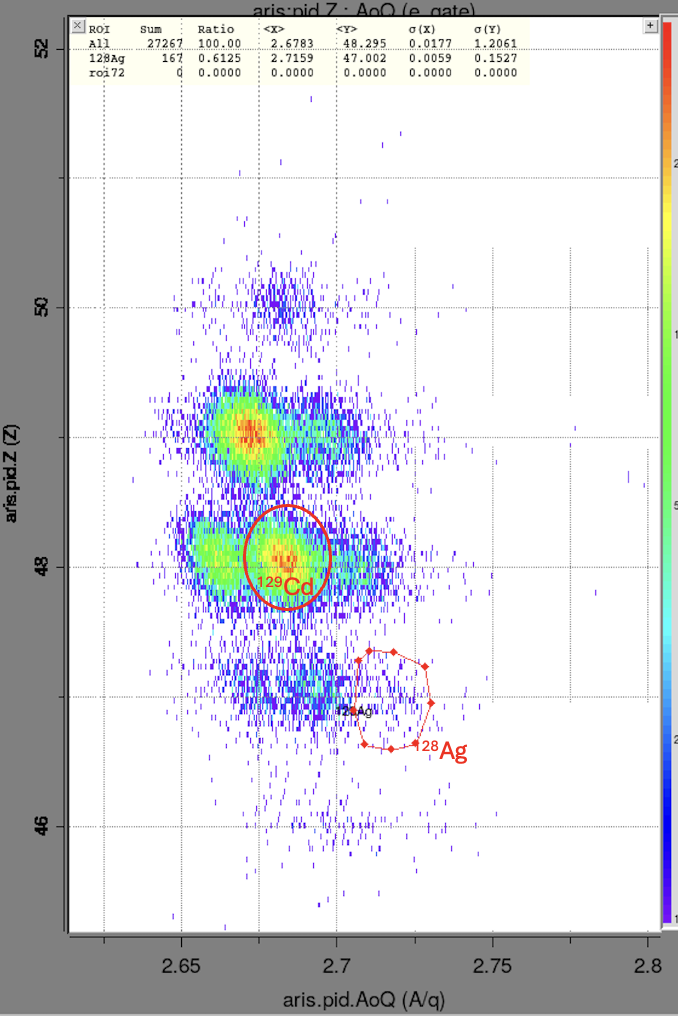 aris.pid.Z : AoQ (e_gate)
ROI Sum Ratio <X> <Y> σ(X) σ(Y)
All 27267 100.00 2.6783 48.295 0.0177 1.2061
128Ag 167 0.6125 2.7159 47.002 0.0059 0.1527
roi72 0 0.0000 0.0000 0.0000 0.0000 0.0000
52
50
aris.pid.Z (Z)
48
¹²⁹Cd
128Ag
¹²⁸Ag
46
2.65 2.7 2.75 2.8
aris.pid.AoQ (A/q)